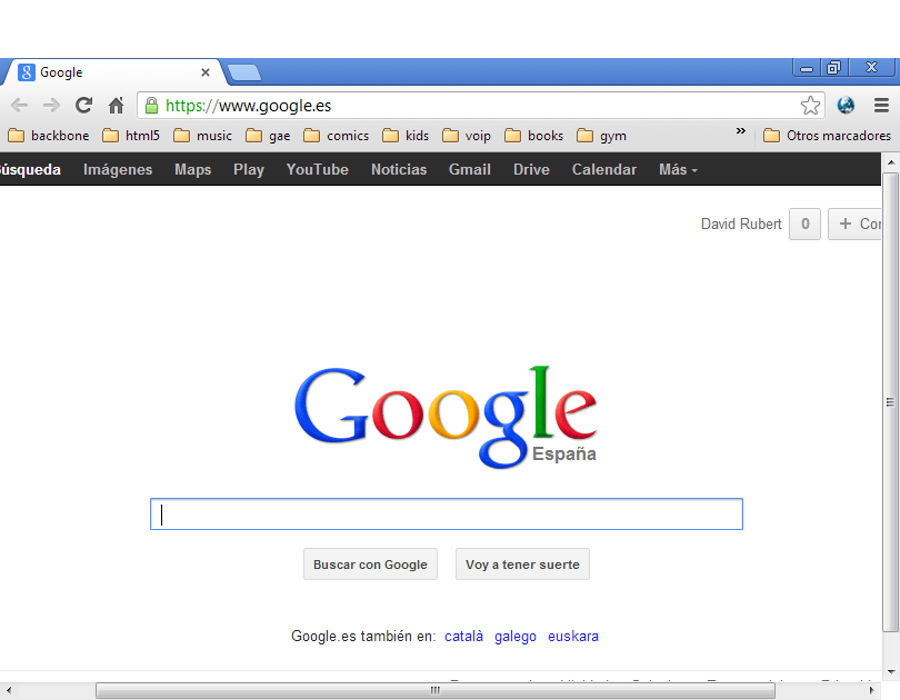 Google
https://www.google.es
backbone html5 music gae comics kids voip books gym » Otros marcadores
Búsqueda Imágenes Maps Play YouTube Noticias Gmail Drive Calendar Más
David Rubert 0 +
Google
España
Buscar con Google Voy a tener suerte
Google.es también en: català galego euskara